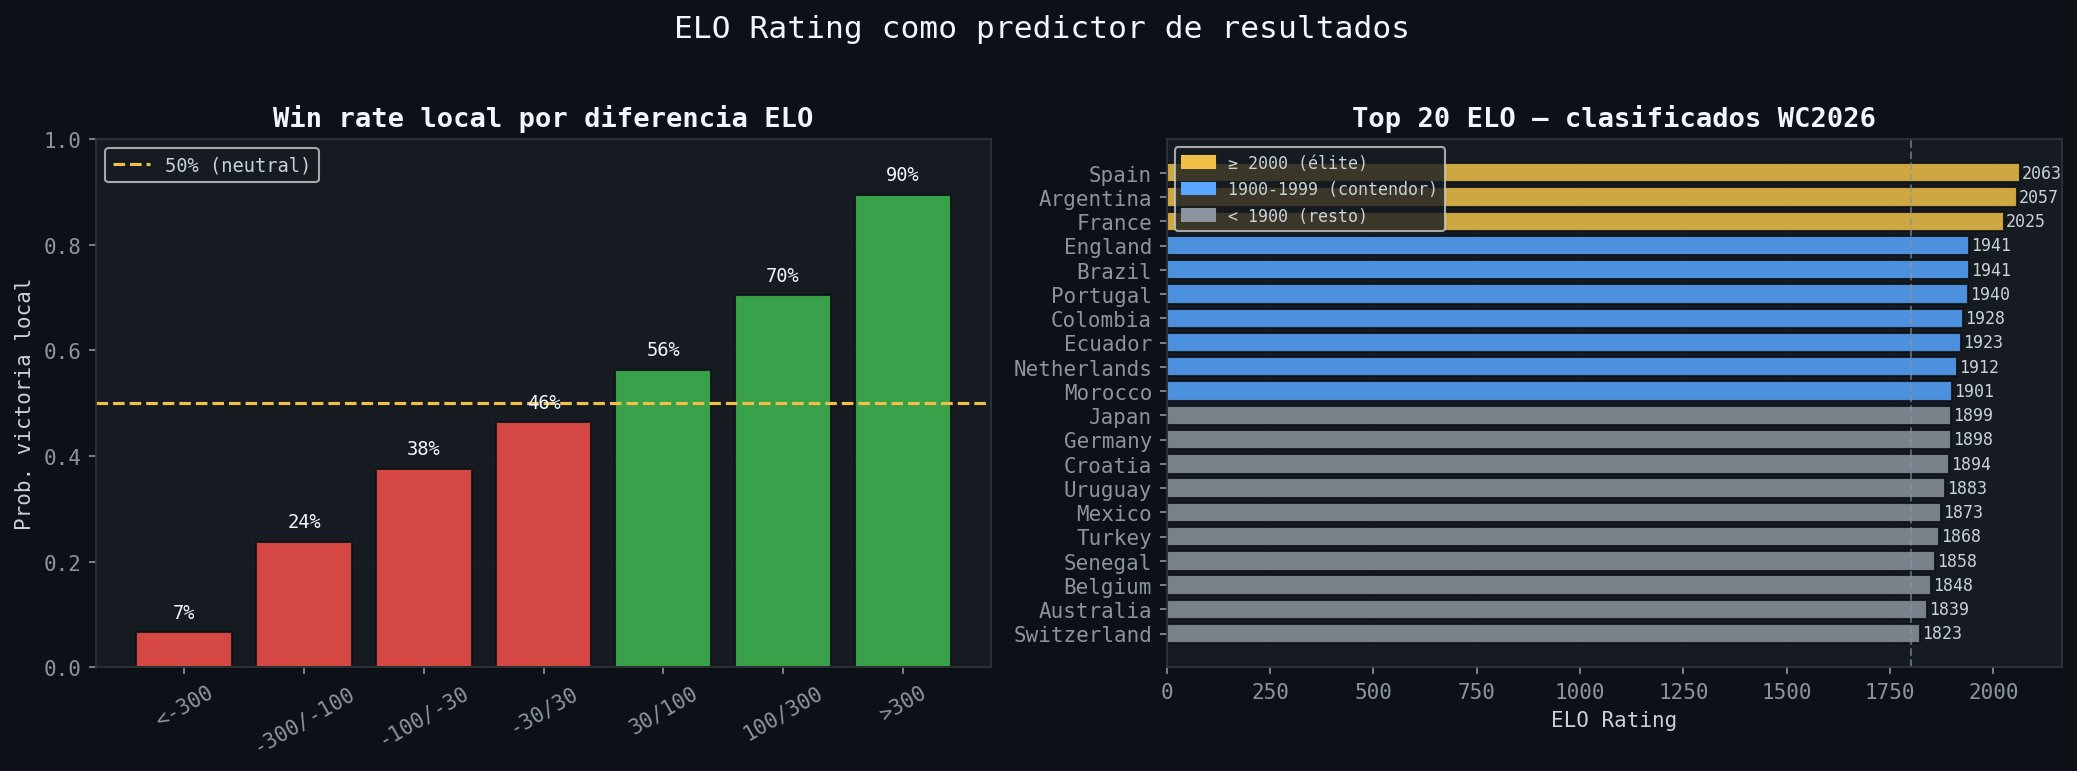 ELO Rating como predictor de resultados
Win rate local por diferencia ELO
Prob. victoria local
1.0
0.8
0.6
0.4
0.2
0.0
50% (neutral)
7%
24%
38%
46%
56%
70%
90%
<-300
-300/-100
-100/-30
-30/30
30/100
100/300
>300
Top 20 ELO — clasificados WC2026
≥ 2000 (élite)
1900-1999 (contendor)
< 1900 (resto)
Spain 2063
Argentina 2057
France 2025
England 1941
Brazil 1941
Portugal 1940
Colombia 1928
Ecuador 1923
Netherlands 1912
Morocco 1901
Japan 1899
Germany 1898
Croatia 1894
Uruguay 1883
Mexico 1873
Turkey 1868
Senegal 1858
Belgium 1848
Australia 1839
Switzerland 1823
0 250 500 750 1000 1250 1500 1750 2000
ELO Rating